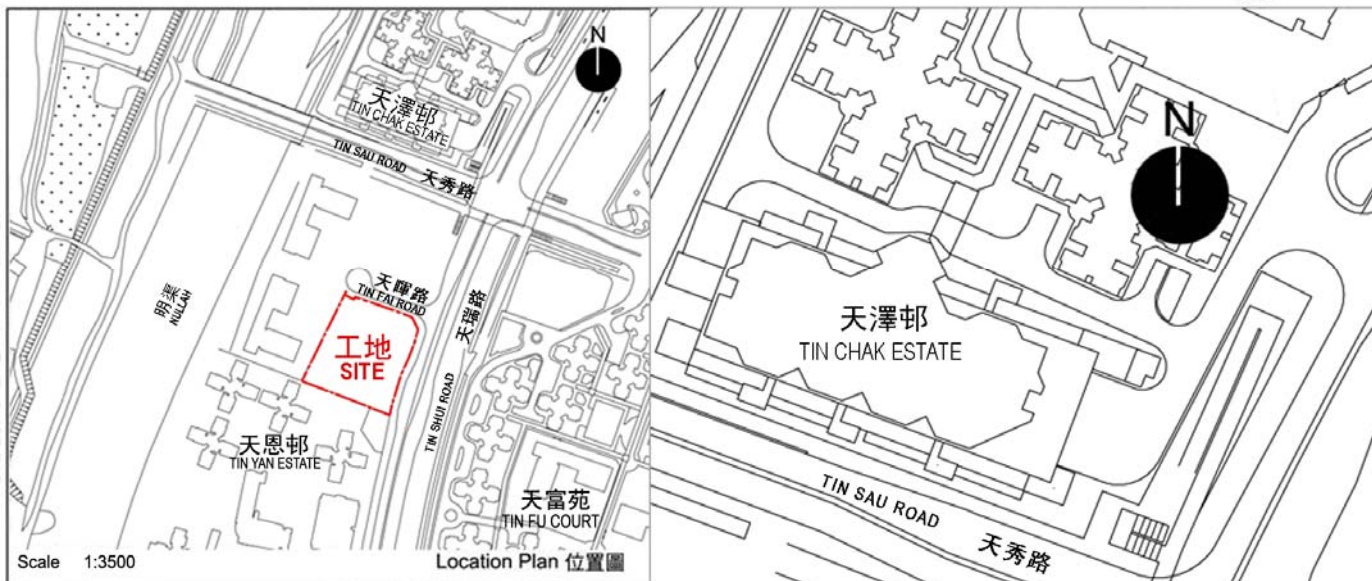 N
天澤邨
TIN CHAK ESTATE
TIN SAU ROAD 天秀路
天暉路
TIN FAI ROAD
明渠
NULLAH
天瑞路
TIN SHUI ROAD
工地
SITE
天恩邨
TIN YAN ESTATE
天富苑
TIN FU COURT
Scale 1:3500
Location Plan 位置圖
N
天澤邨
TIN CHAK ESTATE
TIN SAU ROAD 天秀路